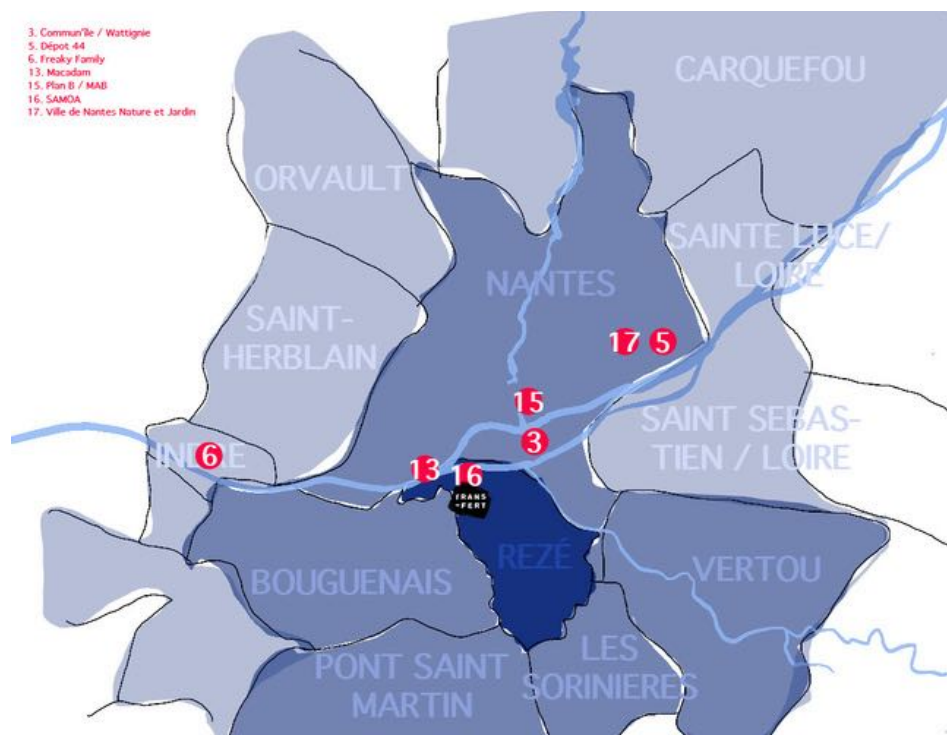 3. Commun'île / Wattignie
5. Dépot 44
6. Freaky Family
13. Macadam
15. Plan B / MAB
16. SAMOA
17. Ville de Nantes Nature et Jardin
CARQUEFOU
ORVAULT
SAINTE LUCE/
LOIRE
NANTES
SAINT-
HERBLAIN
17
5
15
SAINT SEBAS-
TIEN / LOIRE
3
INDRE
6
13
16
TRANS
-FERT
REZÉ
VERTOU
BOUGUENAIS
LES
SORINIERES
PONT SAINT
MARTIN